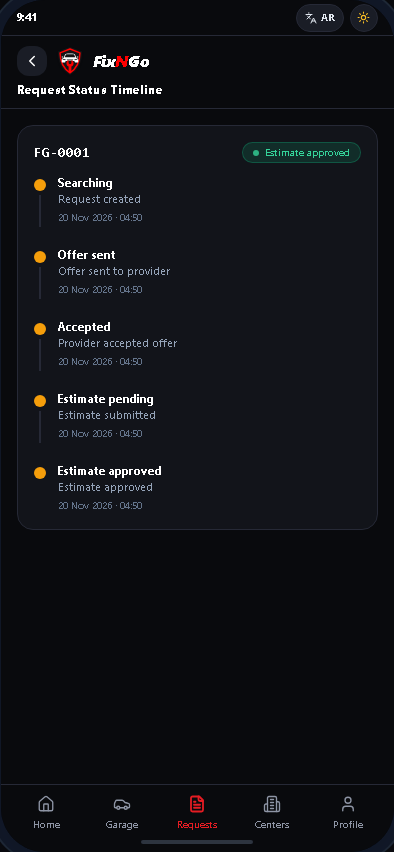 9:41
AR
FixNGo
Request Status Timeline
FG-0001
Estimate approved
Searching
Request created
20 Nov 2026 · 04:50
Offer sent
Offer sent to provider
20 Nov 2026 · 04:50
Accepted
Provider accepted offer
20 Nov 2026 · 04:50
Estimate pending
Estimate submitted
20 Nov 2026 · 04:50
Estimate approved
Estimate approved
20 Nov 2026 · 04:50
Home
Garage
Requests
Centers
Profile